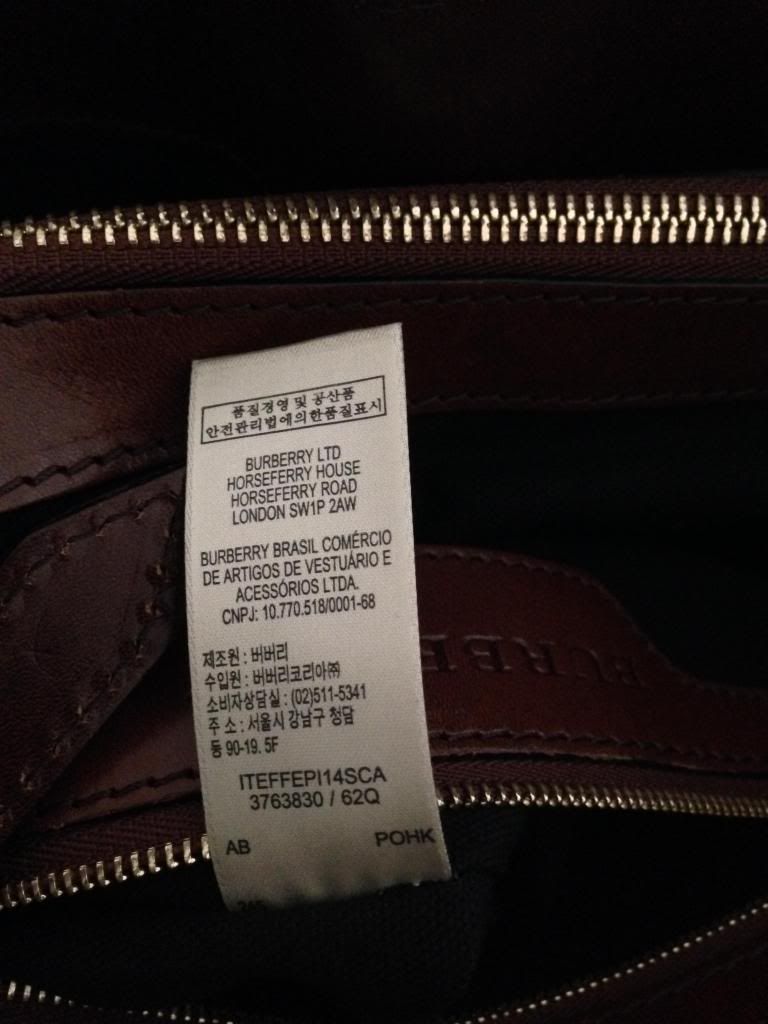 품질경영 및 공산품
안전관리법에의한품질표시
BURBERRY LTD
HORSEFERRY HOUSE
HORSEFERRY ROAD
LONDON SW1P 2AW
BURBERRY BRASIL COMÉRCIO
DE ARTIGOS DE VESTUÁRIO E
ACESSÓRIOS LTDA.
CNPJ: 10.770.518/0001-68
제조원 : 버버리
수입원 : 버버리코리아㈜
소비자상담실 : (02)511-5341
주 소 : 서울시 강남구 청담
동 90-19. 5F
ITEFFEPI14SCA
3763830 / 62Q
AB POHK